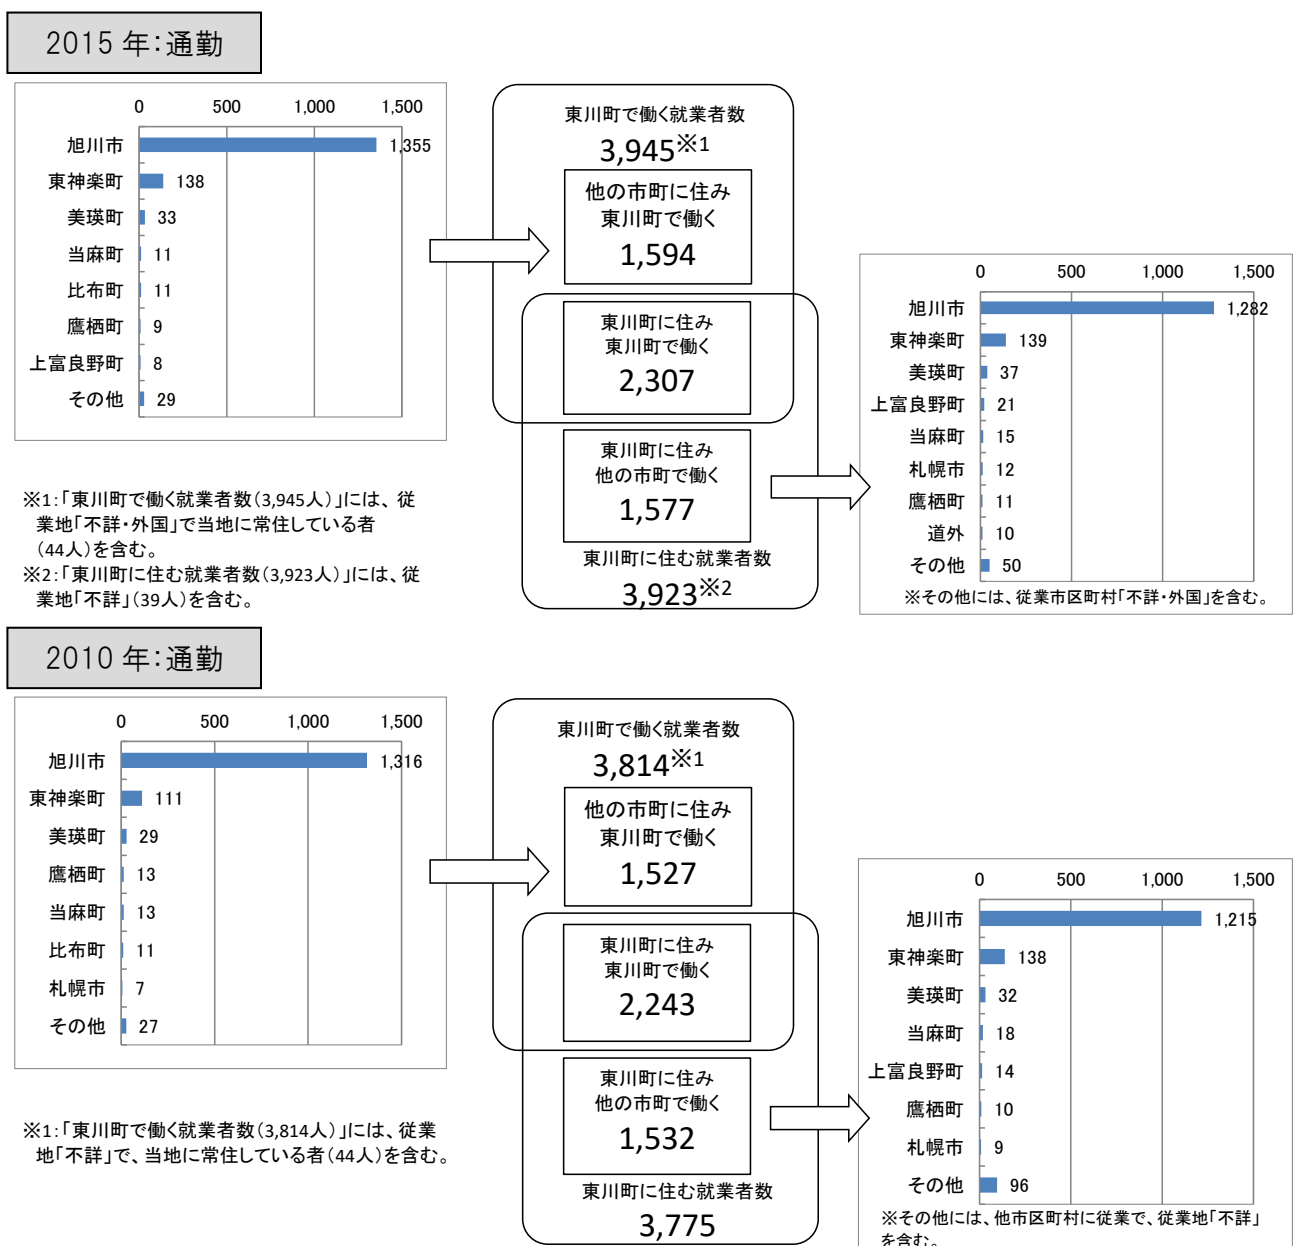 2015 年：通勤
0 500 1,000 1,500
旭川市 1,355
東神楽町 138
美瑛町 33
当麻町 11
比布町 11
鷹栖町 9
上富良野町 8
その他 29
※1：「東川町で働く就業者数（3,945人）」には、従
業地「不詳・外国」で当地に常住している者
（44人）を含む。
※2：「東川町に住む就業者数（3,923人）」には、従
業地「不詳」（39人）を含む。
東川町で働く就業者数
3,945※1
他の市町に住み
東川町で働く
1,594
東川町に住み
東川町で働く
2,307
東川町に住み
他の市町で働く
1,577
東川町に住む就業者数
3,923※2
0 500 1,000 1,500
旭川市 1,282
東神楽町 139
美瑛町 37
上富良野町 21
当麻町 15
札幌市 12
鷹栖町 11
道外 10
その他 50
※その他には、従業市区町村「不詳・外国」を含む。
2010 年：通勤
0 500 1,000 1,500
旭川市 1,316
東神楽町 111
美瑛町 29
鷹栖町 13
当麻町 13
比布町 11
札幌市 7
その他 27
※1：「東川町で働く就業者数（3,814人）」には、従業
地「不詳」で、当地に常住している者（44人）を含む。
東川町で働く就業者数
3,814※1
他の市町に住み
東川町で働く
1,527
東川町に住み
東川町で働く
2,243
東川町に住み
他の市町で働く
1,532
東川町に住む就業者数
3,775
0 500 1,000 1,500
旭川市 1,215
東神楽町 138
美瑛町 32
当麻町 18
上富良野町 14
鷹栖町 10
札幌市 9
その他 96
※その他には、他市区町村に従業で、従業地「不詳」
を含む。